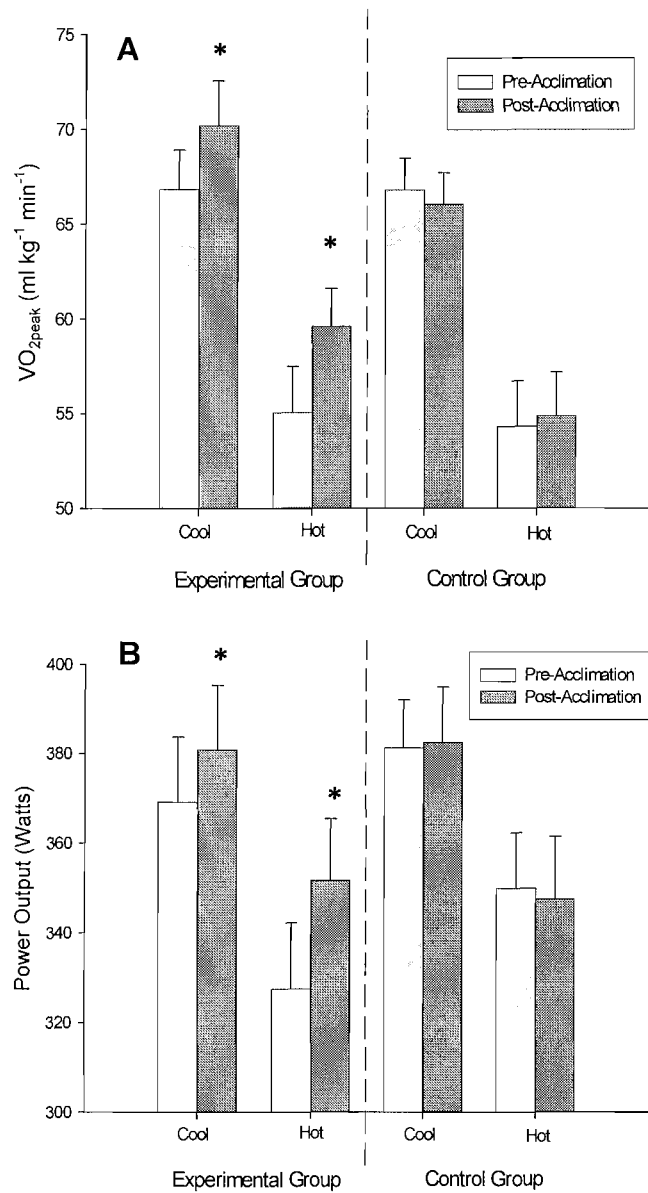 A
75
70
65
60
55
50
VO₂peak (ml kg⁻¹ min⁻¹)
*
*
Pre-Acclimation
Post-Acclimation
Cool
Hot
Cool
Hot
Experimental Group
Control Group
B
400
380
360
340
320
300
Power Output (Watts)
*
*
Pre-Acclimation
Post-Acclimation
Cool
Hot
Cool
Hot
Experimental Group
Control Group